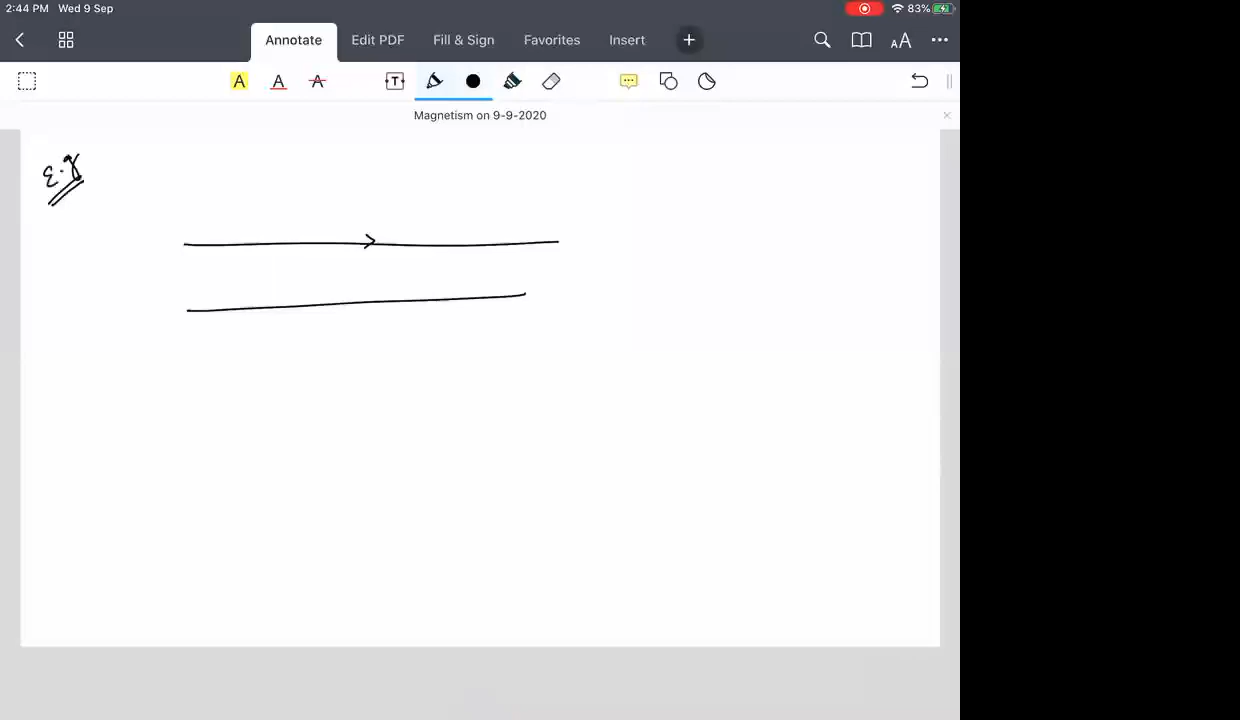 2:44 PM Wed 9 Sep 83%
Annotate Edit PDF Fill & Sign Favorites Insert
A A A T AA
Magnetism on 9-9-2020
E.g